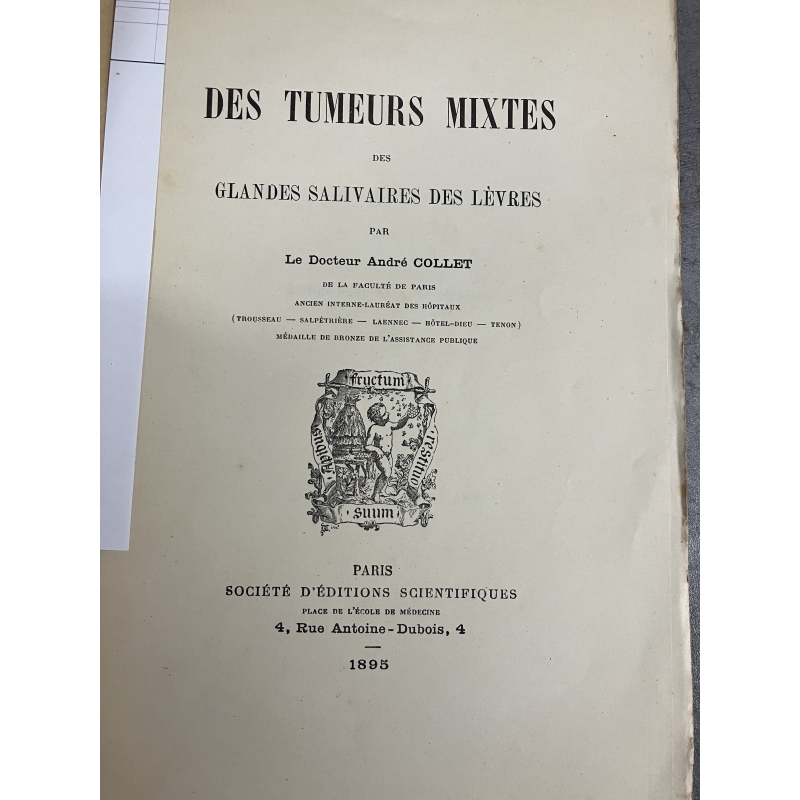 DES TUMEURS MIXTES
DES
GLANDES SALIVAIRES DES LÈVRES
PAR
Le Docteur André COLLET
DE LA FACULTÉ DE PARIS
ANCIEN INTERNE-LAURÉAT DES HÔPITAUX
(TROUSSEAU — SALPÉTRIÈRE — LAENNEC — HÔTEL-DIEU — TENON)
MÉDAILLE DE BRONZE DE L'ASSISTANCE PUBLIQUE
fructum
Apibus
restituo
suum
PARIS
SOCIÉTÉ D'ÉDITIONS SCIENTIFIQUES
PLACE DE L'ÉCOLE DE MÉDECINE
4, Rue Antoine-Dubois, 4
1895